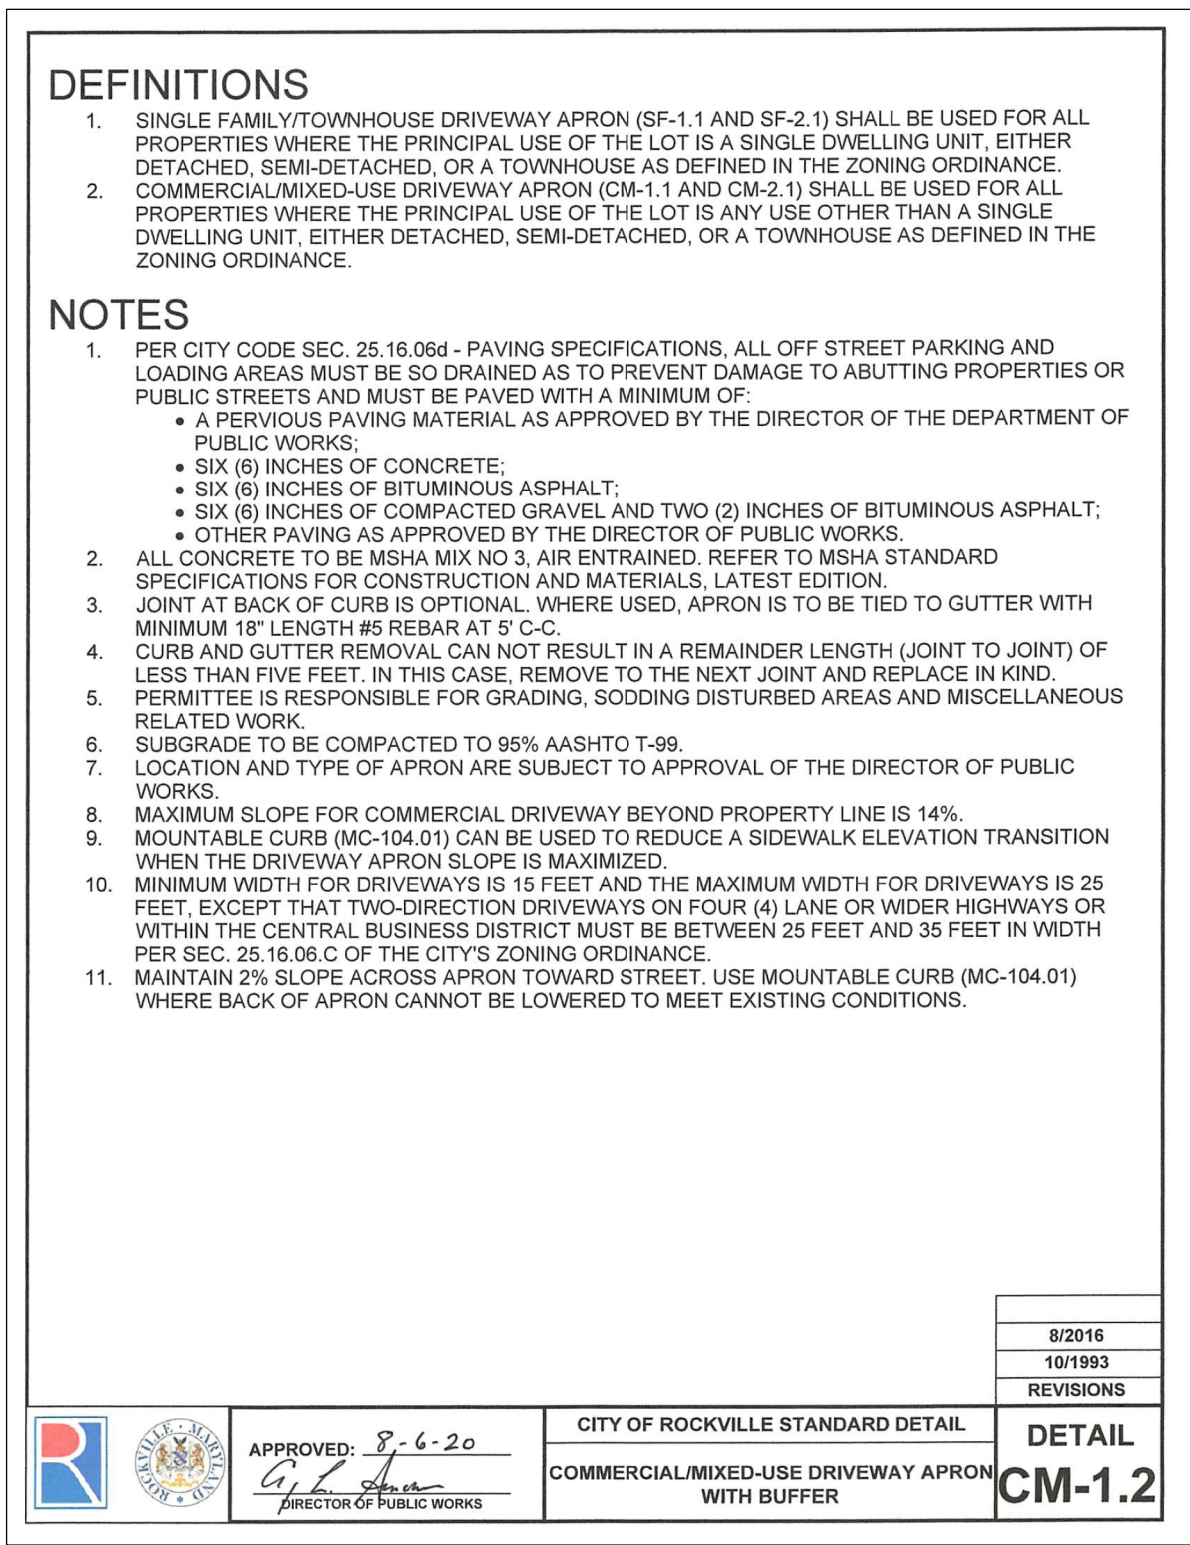 DEFINITIONS
1. SINGLE FAMILY/TOWNHOUSE DRIVEWAY APRON (SF-1.1 AND SF-2.1) SHALL BE USED FOR ALL
PROPERTIES WHERE THE PRINCIPAL USE OF THE LOT IS A SINGLE DWELLING UNIT, EITHER
DETACHED, SEMI-DETACHED, OR A TOWNHOUSE AS DEFINED IN THE ZONING ORDINANCE.
2. COMMERCIAL/MIXED-USE DRIVEWAY APRON (CM-1.1 AND CM-2.1) SHALL BE USED FOR ALL
PROPERTIES WHERE THE PRINCIPAL USE OF THE LOT IS ANY USE OTHER THAN A SINGLE
DWELLING UNIT, EITHER DETACHED, SEMI-DETACHED, OR A TOWNHOUSE AS DEFINED IN THE
ZONING ORDINANCE.
NOTES
1. PER CITY CODE SEC. 25.16.06d - PAVING SPECIFICATIONS, ALL OFF STREET PARKING AND
LOADING AREAS MUST BE SO DRAINED AS TO PREVENT DAMAGE TO ABUTTING PROPERTIES OR
PUBLIC STREETS AND MUST BE PAVED WITH A MINIMUM OF:
• A PERVIOUS PAVING MATERIAL AS APPROVED BY THE DIRECTOR OF THE DEPARTMENT OF
PUBLIC WORKS;
• SIX (6) INCHES OF CONCRETE;
• SIX (6) INCHES OF BITUMINOUS ASPHALT;
• SIX (6) INCHES OF COMPACTED GRAVEL AND TWO (2) INCHES OF BITUMINOUS ASPHALT;
• OTHER PAVING AS APPROVED BY THE DIRECTOR OF PUBLIC WORKS.
2. ALL CONCRETE TO BE MSHA MIX NO 3, AIR ENTRAINED. REFER TO MSHA STANDARD
SPECIFICATIONS FOR CONSTRUCTION AND MATERIALS, LATEST EDITION.
3. JOINT AT BACK OF CURB IS OPTIONAL. WHERE USED, APRON IS TO BE TIED TO GUTTER WITH
MINIMUM 18" LENGTH #5 REBAR AT 5' C-C.
4. CURB AND GUTTER REMOVAL CAN NOT RESULT IN A REMAINDER LENGTH (JOINT TO JOINT) OF
LESS THAN FIVE FEET. IN THIS CASE, REMOVE TO THE NEXT JOINT AND REPLACE IN KIND.
5. PERMITTEE IS RESPONSIBLE FOR GRADING, SODDING DISTURBED AREAS AND MISCELLANEOUS
RELATED WORK.
6. SUBGRADE TO BE COMPACTED TO 95% AASHTO T-99.
7. LOCATION AND TYPE OF APRON ARE SUBJECT TO APPROVAL OF THE DIRECTOR OF PUBLIC
WORKS.
8. MAXIMUM SLOPE FOR COMMERCIAL DRIVEWAY BEYOND PROPERTY LINE IS 14%.
9. MOUNTABLE CURB (MC-104.01) CAN BE USED TO REDUCE A SIDEWALK ELEVATION TRANSITION
WHEN THE DRIVEWAY APRON SLOPE IS MAXIMIZED.
10. MINIMUM WIDTH FOR DRIVEWAYS IS 15 FEET AND THE MAXIMUM WIDTH FOR DRIVEWAYS IS 25
FEET, EXCEPT THAT TWO-DIRECTION DRIVEWAYS ON FOUR (4) LANE OR WIDER HIGHWAYS OR
WITHIN THE CENTRAL BUSINESS DISTRICT MUST BE BETWEEN 25 FEET AND 35 FEET IN WIDTH
PER SEC. 25.16.06.C OF THE CITY'S ZONING ORDINANCE.
11. MAINTAIN 2% SLOPE ACROSS APRON TOWARD STREET. USE MOUNTABLE CURB (MC-104.01)
WHERE BACK OF APRON CANNOT BE LOWERED TO MEET EXISTING CONDITIONS.
8/2016
10/1993
REVISIONS
ROCKVILLE • MARYLAND
APPROVED: 8-6-20
DIRECTOR OF PUBLIC WORKS
CITY OF ROCKVILLE STANDARD DETAIL
COMMERCIAL/MIXED-USE DRIVEWAY APRON
WITH BUFFER
DETAIL
CM-1.2